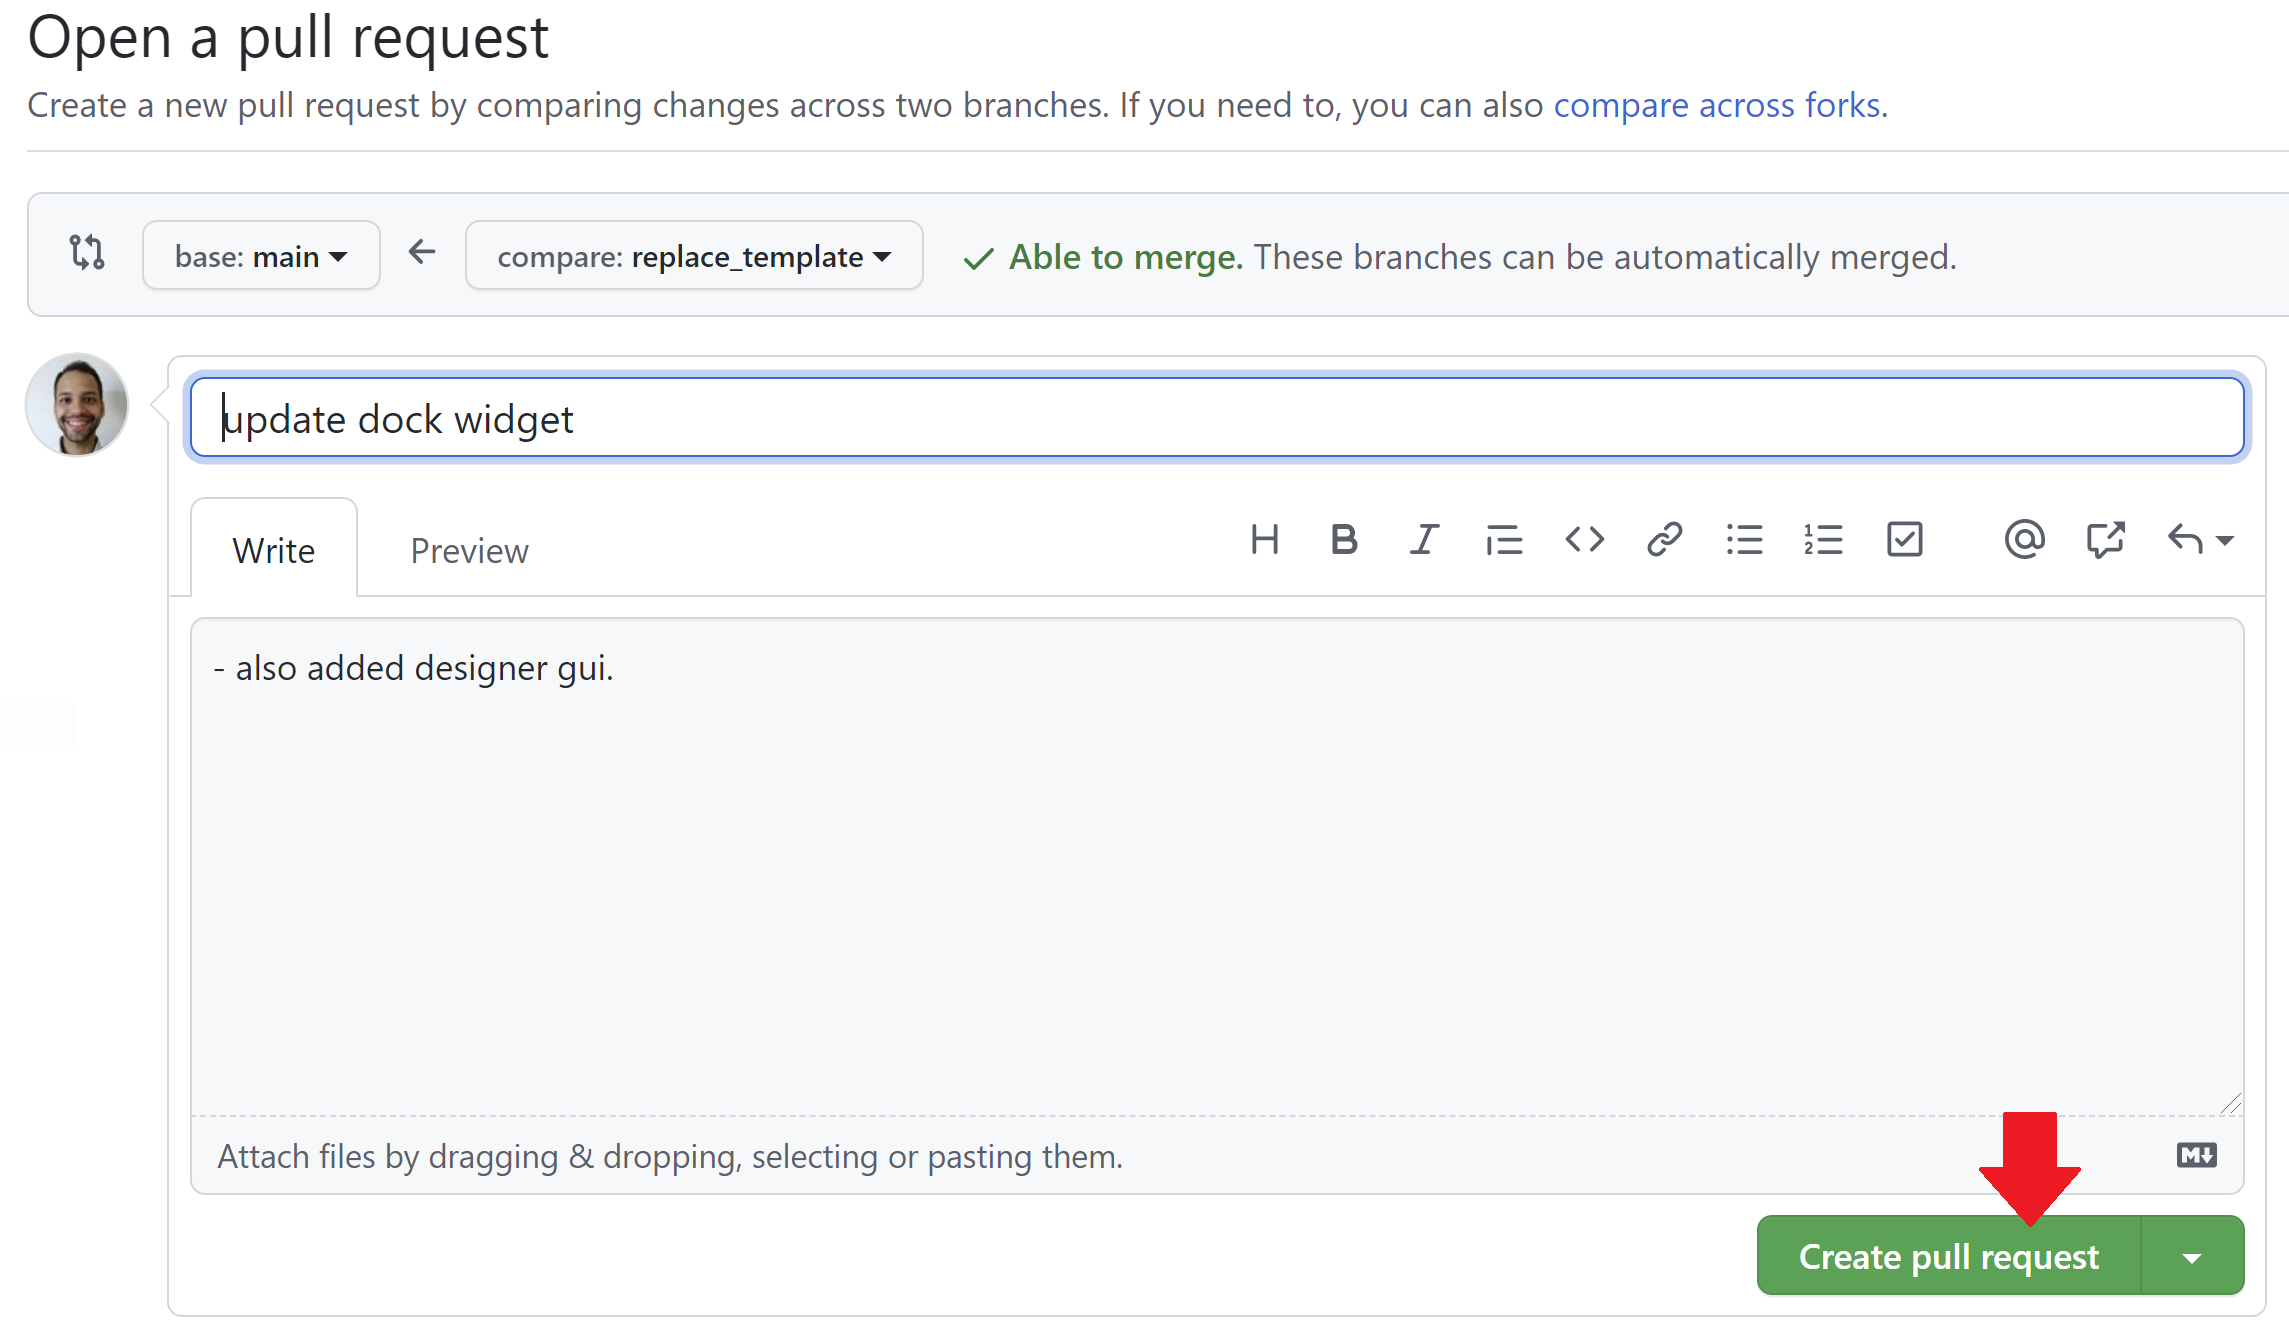 Open a pull request
Create a new pull request by comparing changes across two branches. If you need to, you can also compare across forks.
base: main
compare: replace_template
Able to merge. These branches can be automatically merged.
update dock widget
Write
Preview
- also added designer gui.
Attach files by dragging & dropping, selecting or pasting them.
Create pull request